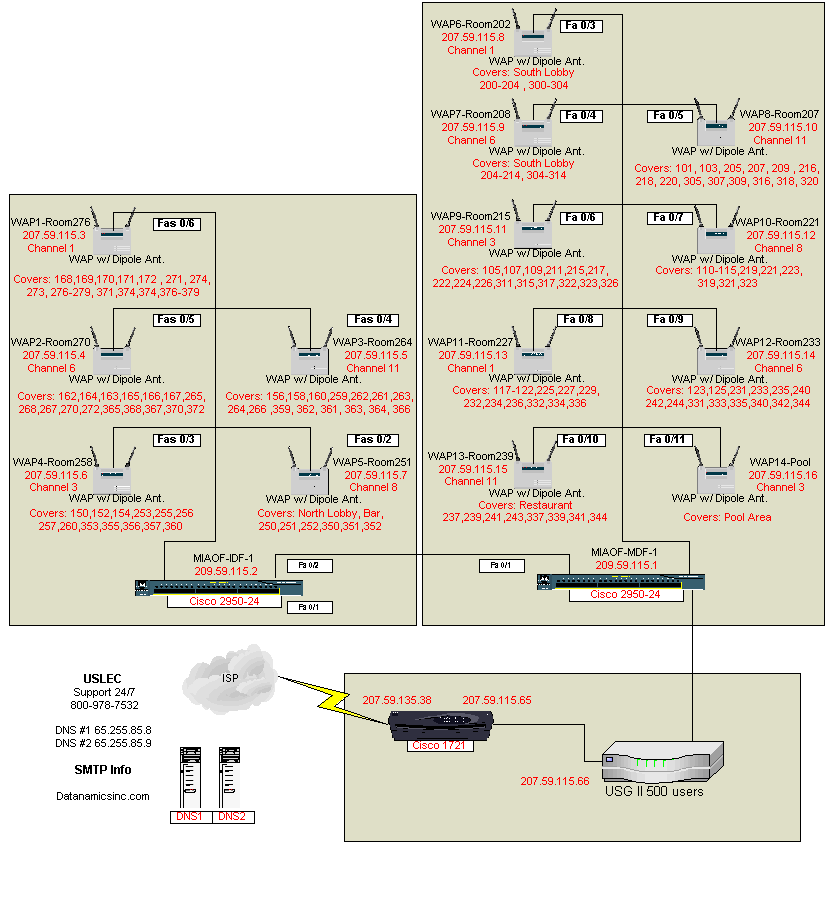 WAP6-Room202
207.59.115.8
Channel 1
Fa 0/3
WAP w/ Dipole Ant.
Covers: South Lobby
200-204 , 300-304
WAP7-Room208
207.59.115.9
Channel 6
Fa 0/4
WAP w/ Dipole Ant.
Covers: South Lobby
204-214, 304-314
Fa 0/5
WAP8-Room207
207.59.115.10
Channel 11
WAP w/ Dipole Ant.
Covers: 101, 103, 205, 207, 209 , 216,
218, 220, 305, 307,309, 316, 318, 320
WAP9-Room215
207.59.115.11
Channel 3
Fa 0/6
WAP w/ Dipole Ant.
Covers: 105,107,109,211,215,217,
222,224,226,311,315,317,322,323,326
Fa 0/7
WAP10-Room221
207.59.115.12
Channel 8
WAP w/ Dipole Ant.
Covers: 110-115,219,221,223,
319,321,323
WAP11-Room227
207.59.115.13
Channel 1
Fa 0/8
WAP w/ Dipole Ant.
Covers: 117-122,225,227,229,
232,234,236,332,334,336
Fa 0/9
WAP12-Room233
207.59.115.14
Channel 6
WAP w/ Dipole Ant.
Covers: 123,125,231,233,235,240
242,244,331,333,335,340,342,344
WAP13-Room239
207.59.115.15
Channel 11
Fa 0/10
WAP w/ Dipole Ant.
Covers: Restaurant
237,239,241,243,337,339,341,344
Fa 0/11
WAP14-Pool
207.59.115.16
Channel 3
WAP w/ Dipole Ant.
Covers: Pool Area
Fa 0/1
MIAOF-MDF-1
209.59.115.1
Cisco 2950-24
WAP1-Room276
207.59.115.3
Channel 1
Fas 0/6
WAP w/ Dipole Ant.
Covers: 168,169,170,171,172 , 271, 274,
273, 276-279, 371,374,374,376-379
WAP2-Room270
207.59.115.4
Channel 6
Fas 0/5
WAP w/ Dipole Ant.
Covers: 162,164,163,165,166,167,265,
268,267,270,272,365,368,367,370,372
Fas 0/4
WAP3-Room264
207.59.115.5
Channel 11
WAP w/ Dipole Ant.
Covers: 156,158,160,259,262,261,263,
264,266 ,359, 362, 361, 363, 364, 366
WAP4-Room258
207.59.115.6
Channel 3
Fas 0/3
WAP w/ Dipole Ant.
Covers: 150,152,154,253,255,256
257,260,353,355,356,357,360
Fas 0/2
WAP5-Room251
207.59.115.7
Channel 8
WAP w/ Dipole Ant.
Covers: North Lobby, Bar,
250,251,252,350,351,352
MIAOF-IDF-1
209.59.115.2
Cisco 2950-24
Fa 0/2
Fa 0/1
USLEC
Support 24/7
800-978-7532
DNS #1 65.255.85.8
DNS #2 65.255.85.9
SMTP Info
Datanamicsinc.com
ISP
DNS1
DNS2
207.59.135.38
207.59.115.65
Cisco 1721
207.59.115.66
USG II 500 users